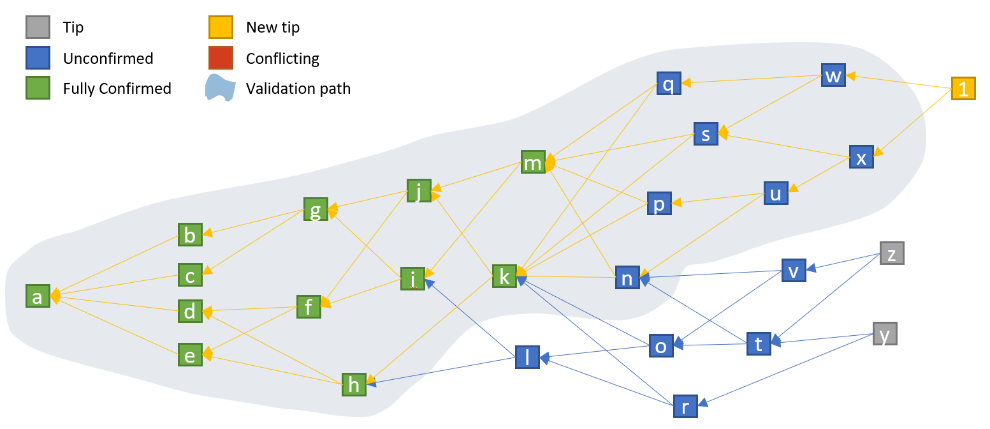 Tip
New tip
Unconfirmed
Conflicting
Fully Confirmed
Validation path
q
w
1
s
x
m
j
p
u
g
b
z
c
i
k
n
v
a
d
f
y
e
l
o
t
h
r